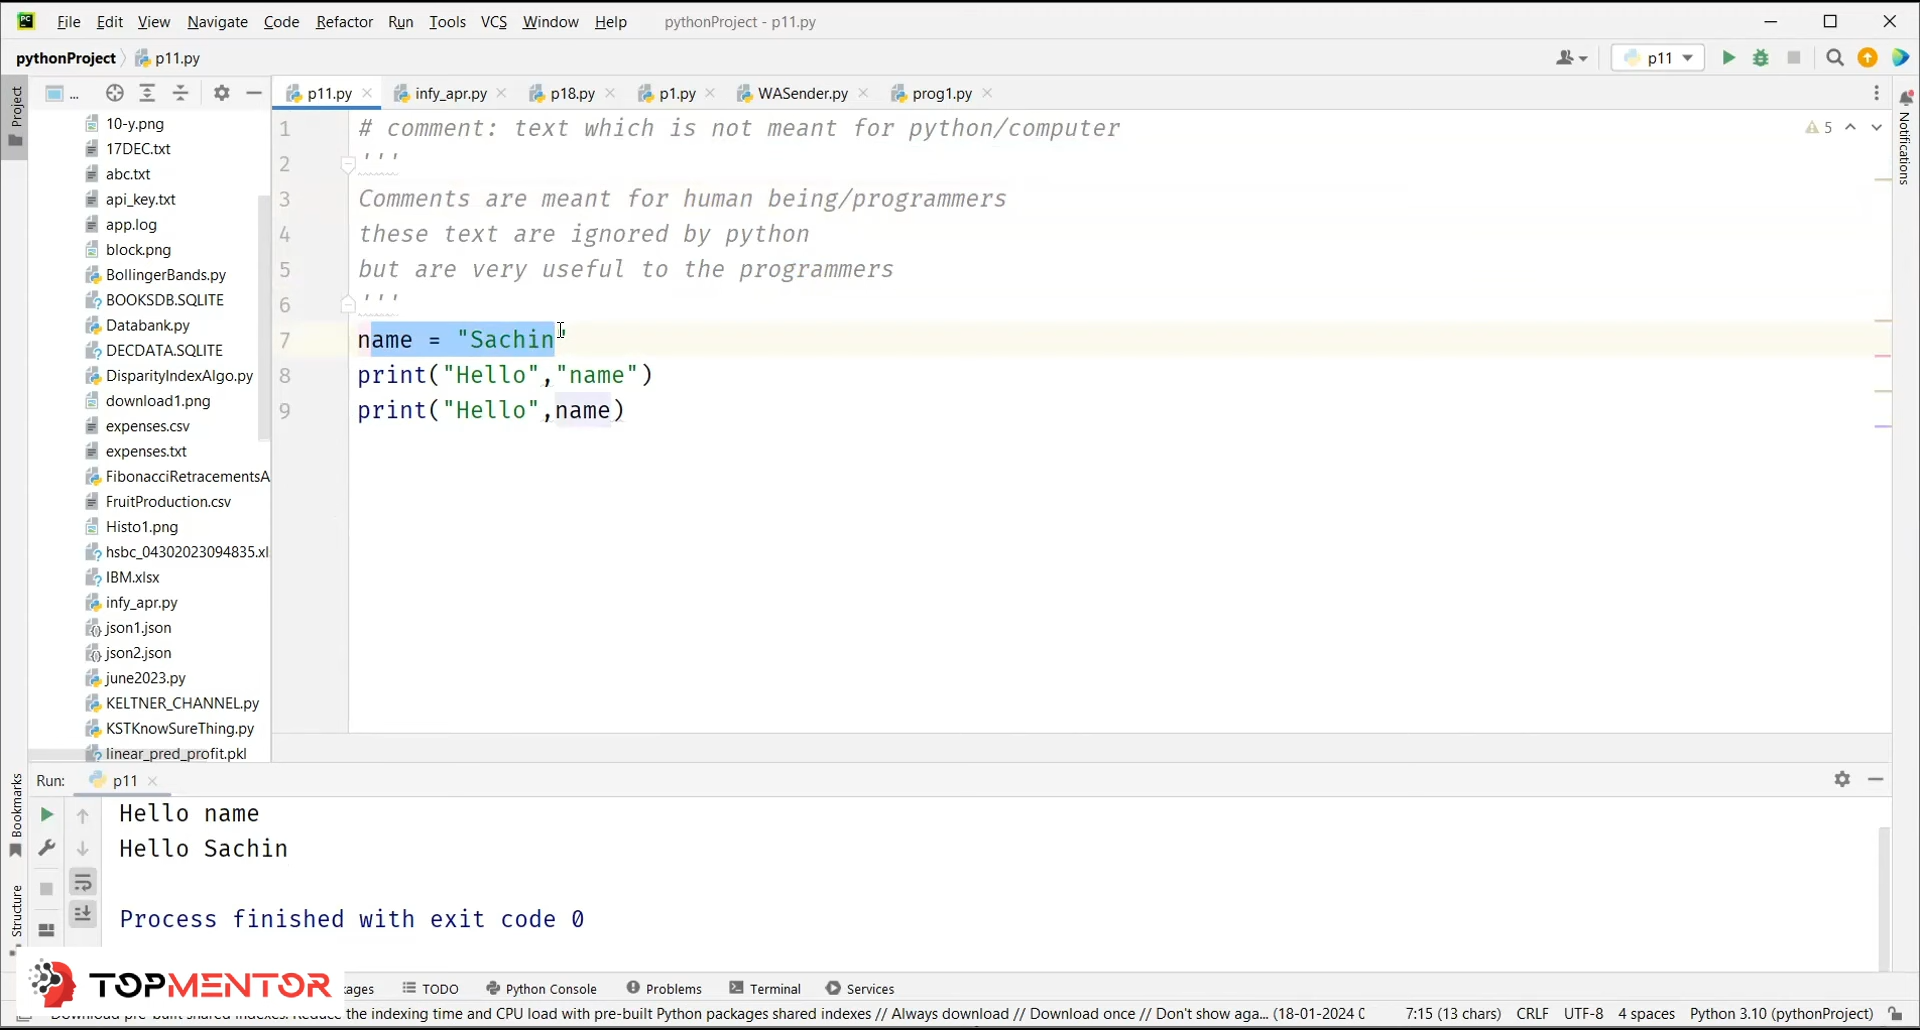 PC File Edit View Navigate Code Refactor Run Tools VCS Window Help pythonProject - p11.py
pythonProject p11.py p11
Project ... p11.py infy_apr.py p18.py p1.py WASender.py prog1.py Notifications
10-y.png
17DEC.txt
abc.txt
api_key.txt
app.log
block.png
BollingerBands.py
BOOKSDB.SQLITE
Databank.py
DECDATA.SQLITE
DisparityIndexAlgo.py
download1.png
expenses.csv
expenses.txt
FibonacciRetracementsA
FruitProduction.csv
Histo1.png
hsbc_04302023094835.xl
IBM.xlsx
infy_apr.py
json1.json
json2.json
june2023.py
KELTNER_CHANNEL.py
KSTKnowSureThing.py
linear_pred_profit.pkl
1 # comment: text which is not meant for python/computer
2 '''
3 Comments are meant for human being/programmers
4 these text are ignored by python
5 but are very useful to the programmers
6 '''
7 name = "Sachin"
8 print("Hello","name")
9 print("Hello",name)
5
Run: p11
Hello name
Hello Sachin
Process finished with exit code 0
Bookmarks
Structure
TOPMENTOR
ages TODO Python Console Problems Terminal Services
Download pre-built shared indexes: Reduce the indexing time and CPU load with pre-built Python packages shared indexes // Always download // Download once // Don't show aga... (18-01-2024 0 7:15 (13 chars) CRLF UTF-8 4 spaces Python 3.10 (pythonProject)